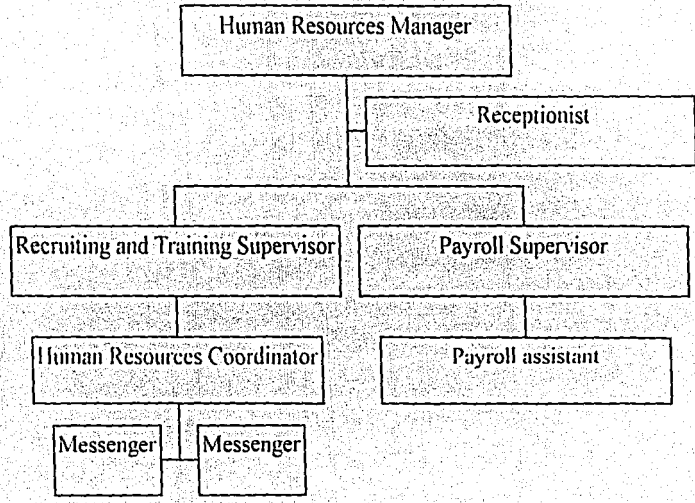 Human Resources Manager
Receptionist
Recruiting and Training Supervisor
Payroll Supervisor
Human Resources Coordinator
Payroll assistant
Messenger
Messenger